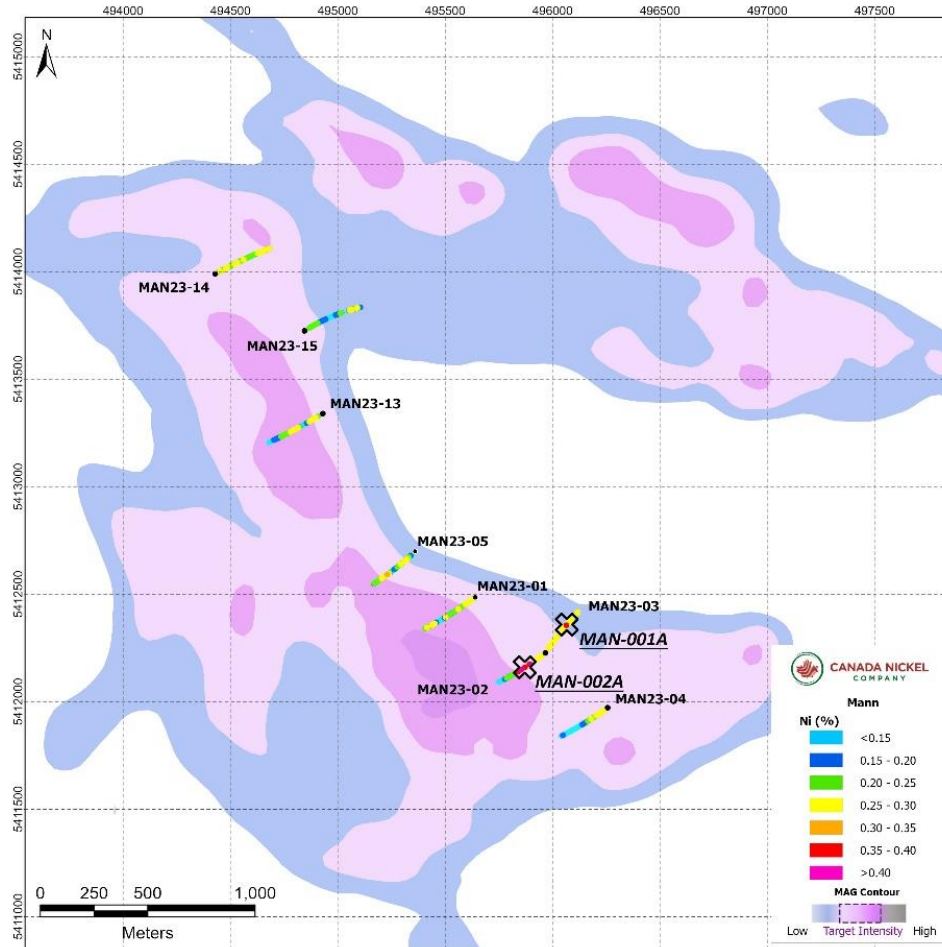 494000 494500 495000 495500 496000 496500 497000 497500
N
5415000
5414500
5414000
5413500
5413000
5412500
5412000
5411500
5411000
MAN23-14
MAN23-15
MAN23-13
MAN23-05
MAN23-01
MAN23-03
MAN-001A
MAN23-02
MAN-002A
MAN23-04
0 250 500 1,000
Meters
CANADA NICKEL
COMPANY
Mann
Ni (%)
<0.15
0.15 - 0.20
0.20 - 0.25
0.25 - 0.30
0.30 - 0.35
0.35 - 0.40
>0.40
MAG Contour
Low Target Intensity High